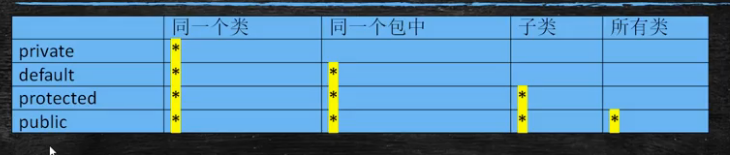 同一个类 同一个包中 子类 所有类
private *
default * *
protected * * *
public * * * *